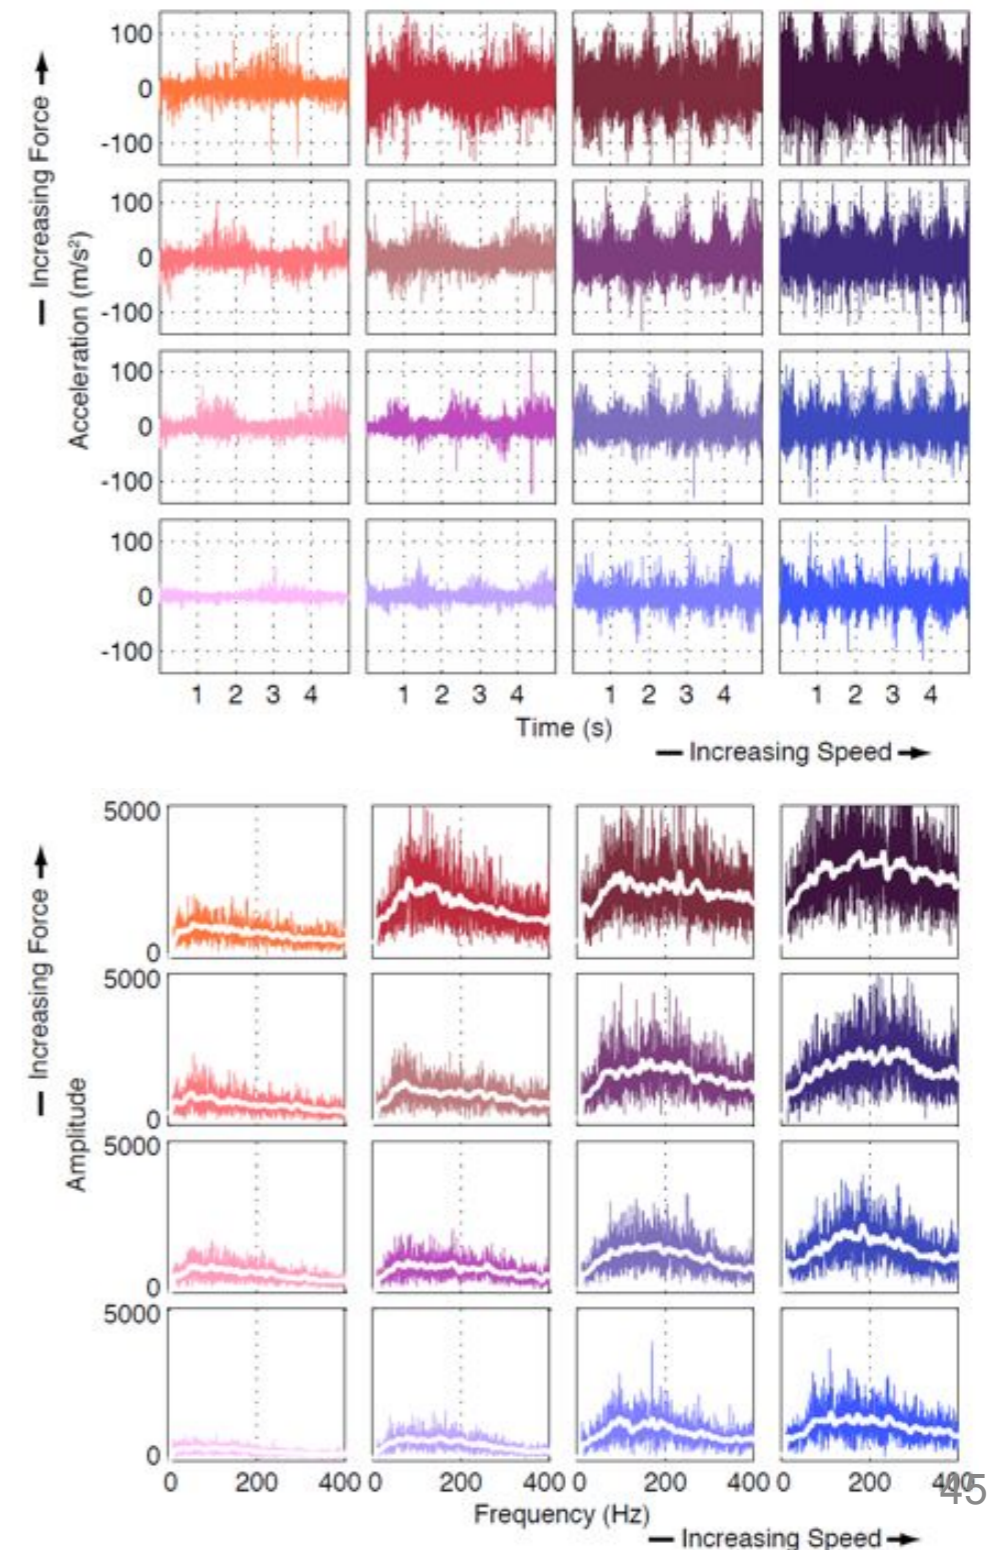 — Increasing Force →
Acceleration (m/s²)
100
0
-100
100
0
-100
100
0
-100
100
0
-100
1 2 3 4 1 2 3 4 1 2 3 4 1 2 3 4
Time (s)
— Increasing Speed →
— Increasing Force →
Amplitude
5000
0
5000
0
5000
0
5000
0
0 200 400 0 200 400 0 200 400 0 200 400
45
Frequency (Hz)
— Increasing Speed →